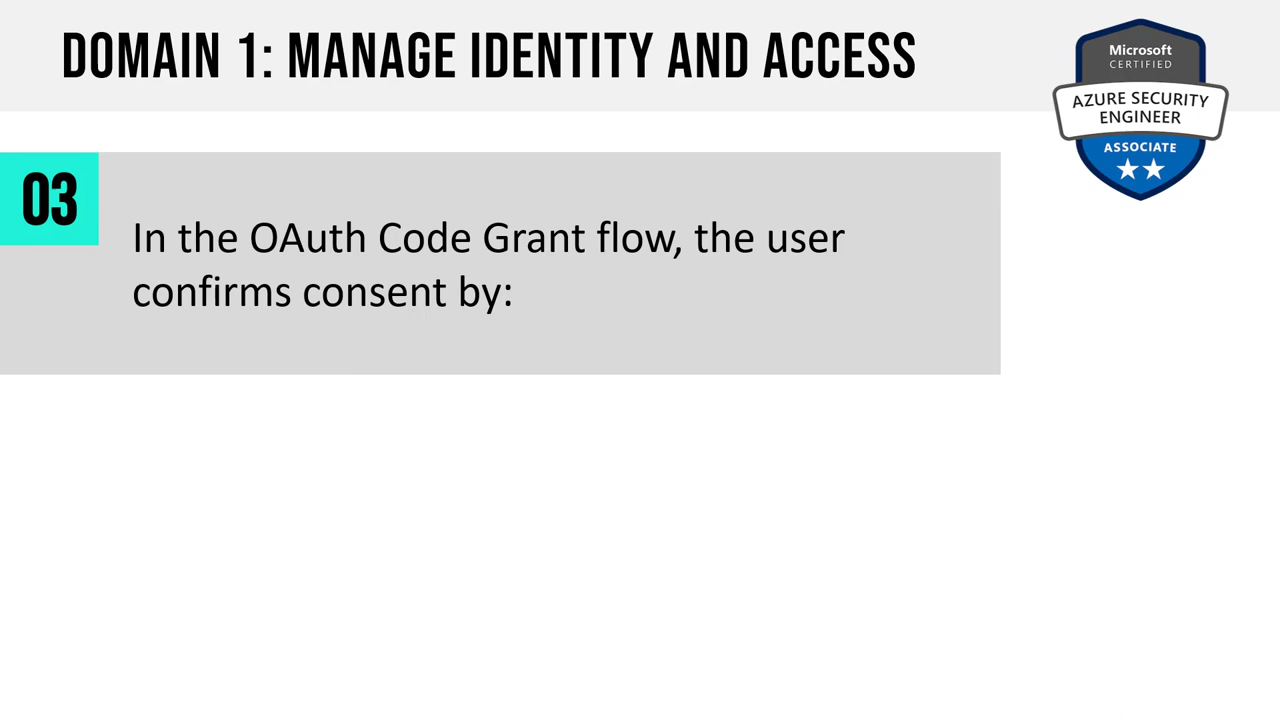 DOMAIN 1: MANAGE IDENTITY AND ACCESS
Microsoft
CERTIFIED
AZURE SECURITY
ENGINEER
ASSOCIATE
03
In the OAuth Code Grant flow, the user
confirms consent by: